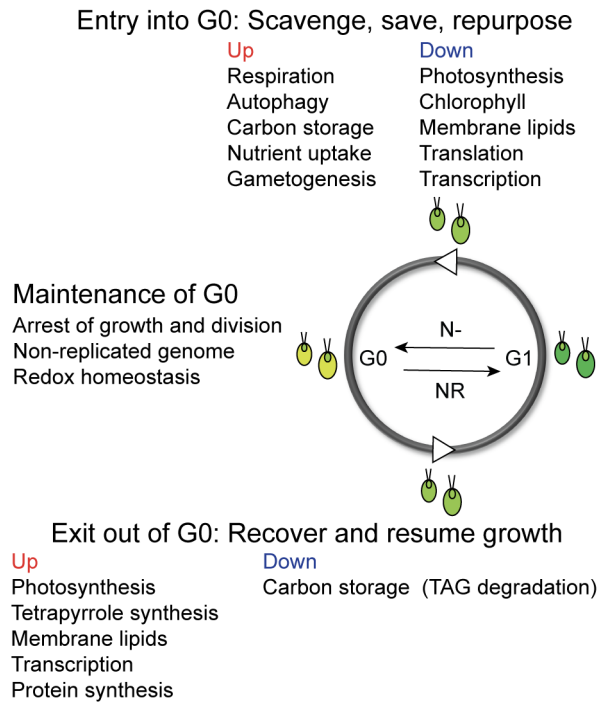 Entry into G0: Scavenge, save, repurpose
Up
Respiration
Autophagy
Carbon storage
Nutrient uptake
Gametogenesis
Down
Photosynthesis
Chlorophyll
Membrane lipids
Translation
Transcription
Maintenance of G0
Arrest of growth and division
Non-replicated genome
Redox homeostasis
G0
N-
NR
G1
Exit out of G0: Recover and resume growth
Up
Photosynthesis
Tetrapyrrole synthesis
Membrane lipids
Transcription
Protein synthesis
Down
Carbon storage (TAG degradation)